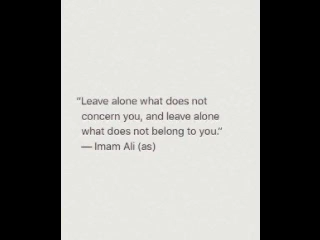 “Leave alone what does not
concern you, and leave alone
what does not belong to you.”
— Imam Ali (as)